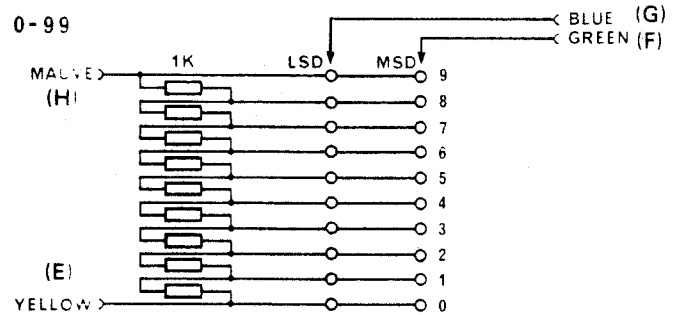 0-99
BLUE (G)
GREEN (F)
1K LSD MSD
MAUVE 9
(H) 8
7
6
5
4
3
2
(E) 1
YELLOW 0